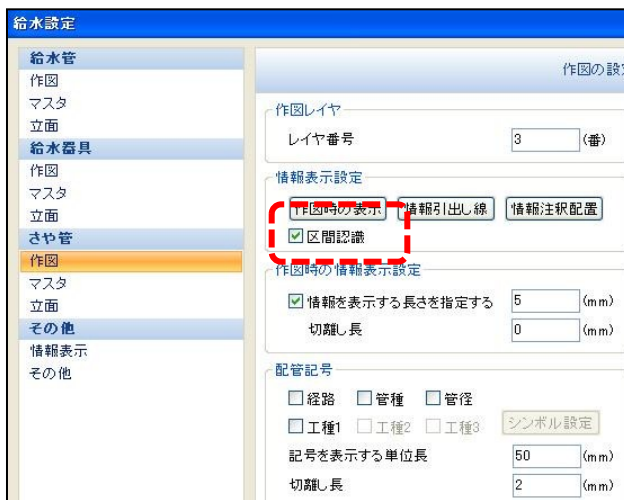 給水設定
給水管
作図
マスタ
立面
給水器具
作図
マスタ
立面
さや管
作図
マスタ
立面
その他
情報表示
その他
作図の設
作図レイヤ
レイヤ番号 3 (番)
情報表示設定
作図時の表示 情報引出し線 情報注釈配置
区間認識
作図時の情報表示設定
情報を表示する長さを指定する 5 (mm)
切離し長 0 (mm)
配管記号
経路 管種 管径
工種1 工種2 工種3 シンボル設定
記号を表示する単位長 50 (mm)
切離し長 2 (mm)